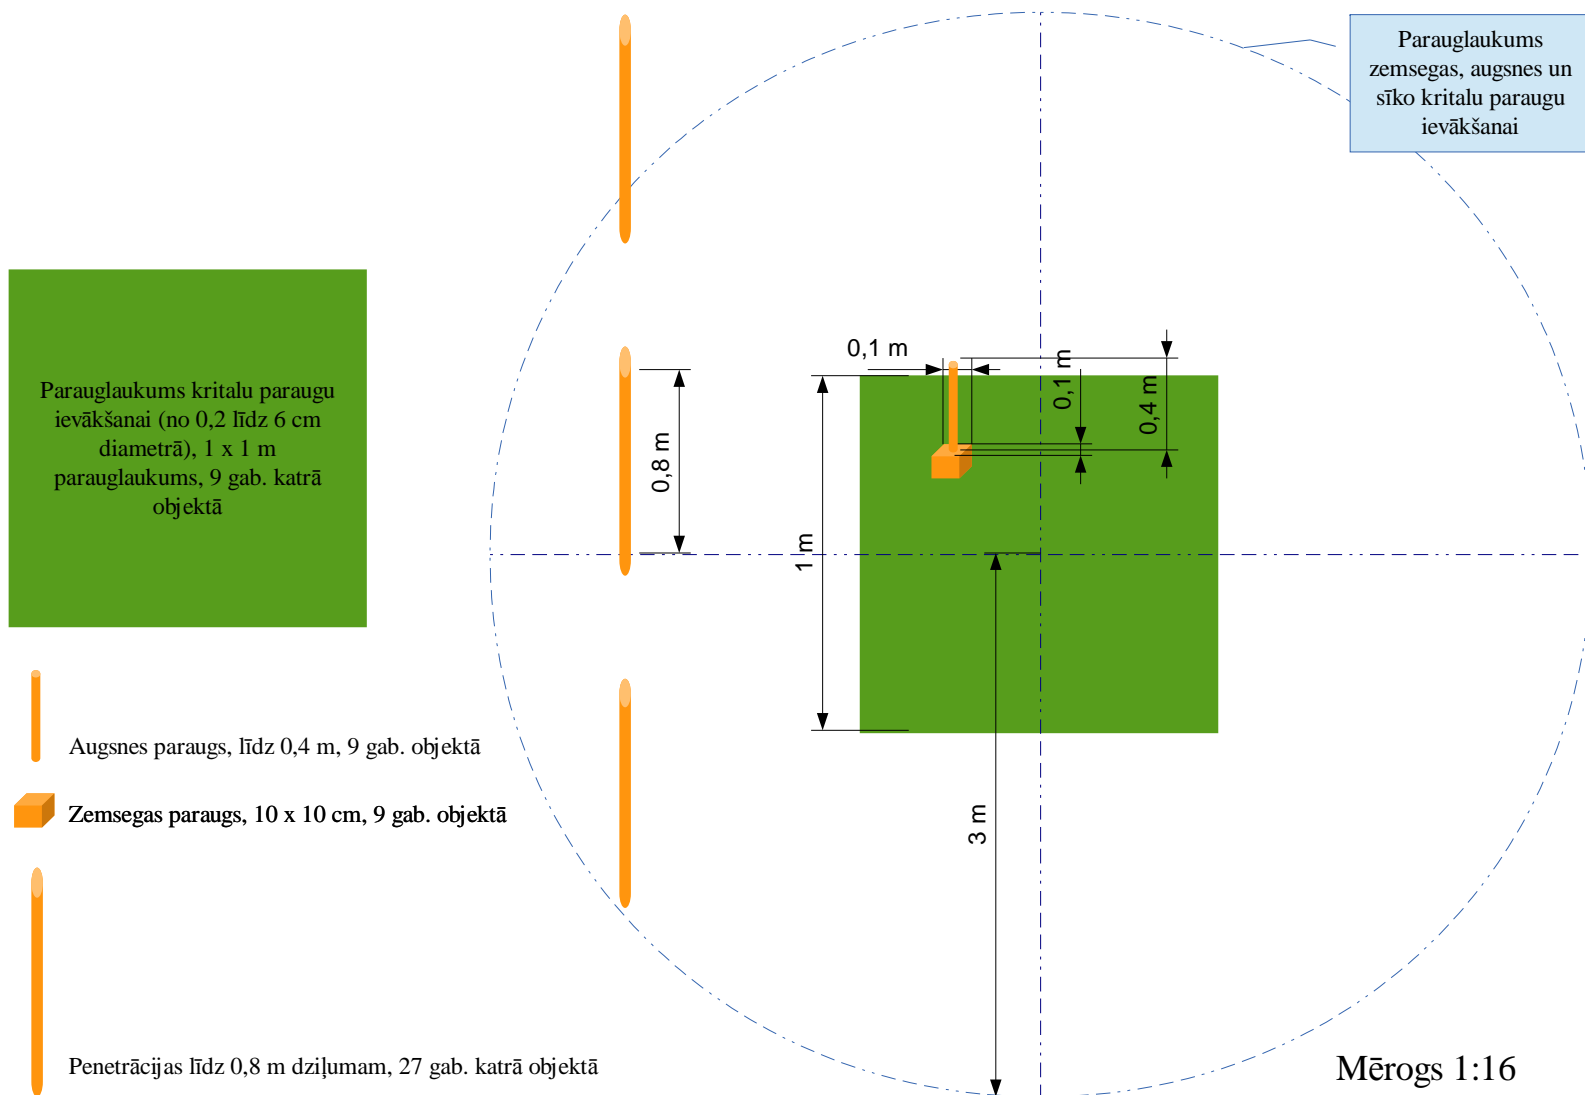 Parauglaukums
zemsegas, augsnes un
sīko kritalu paraugu
ievākšanai
Parauglaukums kritalu paraugu
ievākšanai (no 0,2 līdz 6 cm
diametrā), 1 x 1 m
parauglaukums, 9 gab. katrā
objektā
0,1 m
0,1 m
0,4 m
0,8 m
1 m
3 m
Augsnes paraugs, līdz 0,4 m, 9 gab. objektā
Zemsegas paraugs, 10 x 10 cm, 9 gab. objektā
Penetrācijas līdz 0,8 m dziļumam, 27 gab. katrā objektā
Mērogs 1:16